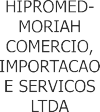 HIPROMED-
MORIAH
COMERCIO,
IMPORTACAO
E SERVICOS
LTDA